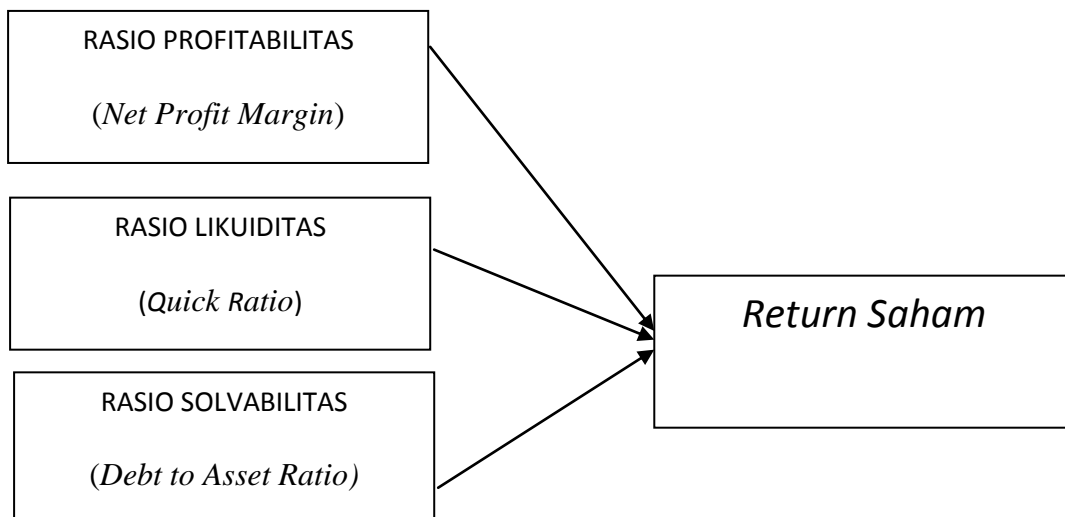 RASIO PROFITABILITAS
(Net Profit Margin)
RASIO LIKUIDITAS
(Quick Ratio)
Return Saham
RASIO SOLVABILITAS
(Debt to Asset Ratio)